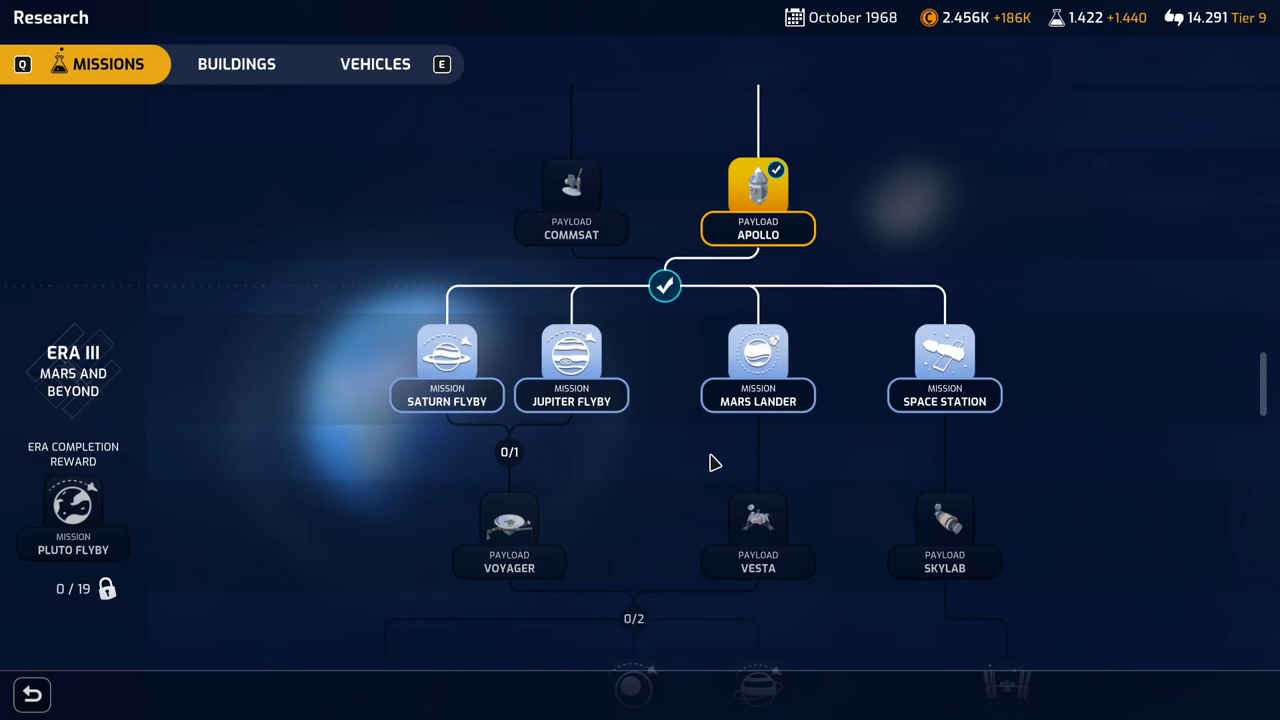 Research
October 1968
2.456K +186K
1.422 +1.440
14.291 Tier 9
Q
MISSIONS
BUILDINGS
VEHICLES
E
PAYLOAD
COMMSAT
PAYLOAD
APOLLO
MISSION
SATURN FLYBY
MISSION
JUPITER FLYBY
MISSION
MARS LANDER
MISSION
SPACE STATION
ERA III
MARS AND
BEYOND
ERA COMPLETION
REWARD
MISSION
PLUTO FLYBY
0 / 19
0/1
PAYLOAD
VOYAGER
PAYLOAD
VESTA
PAYLOAD
SKYLAB
0/2